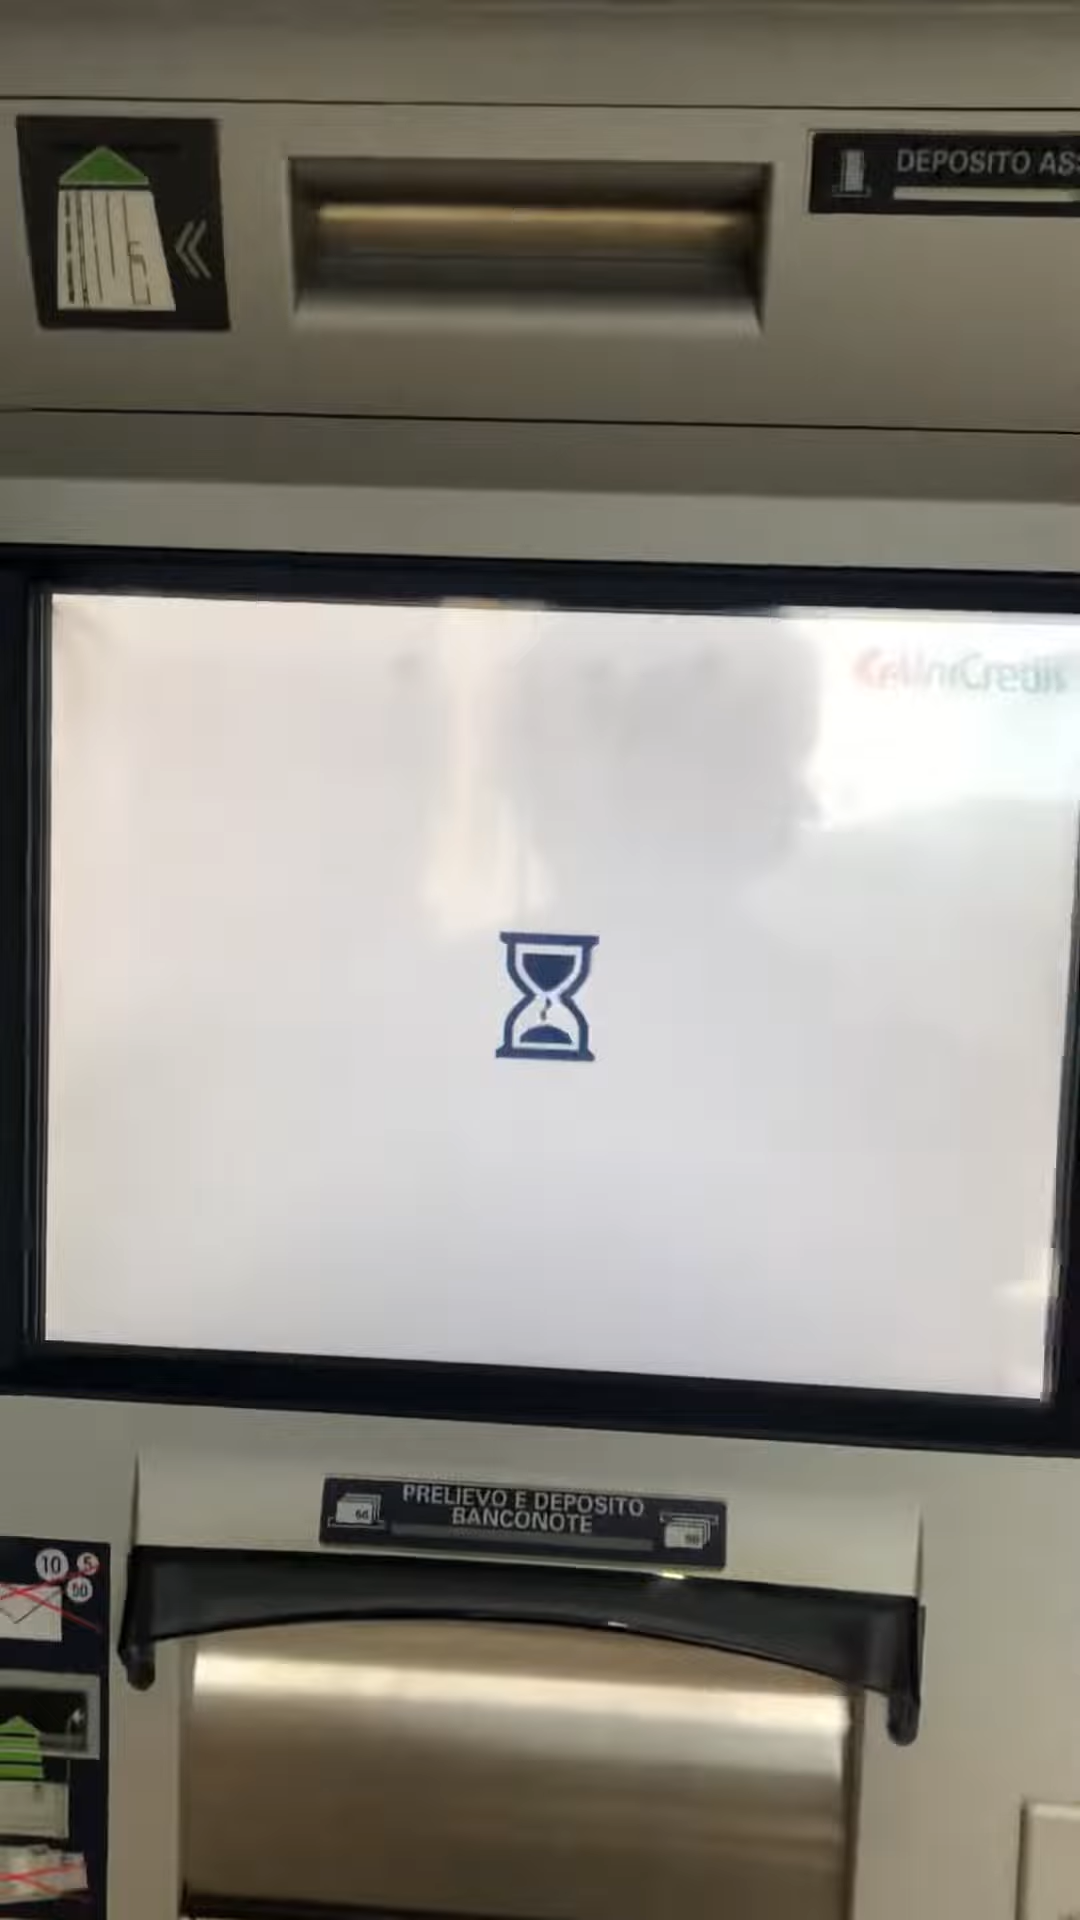 DEPOSITO AS
UniCredit
PRELIEVO E DEPOSITO
BANCONOTE
10 5
50